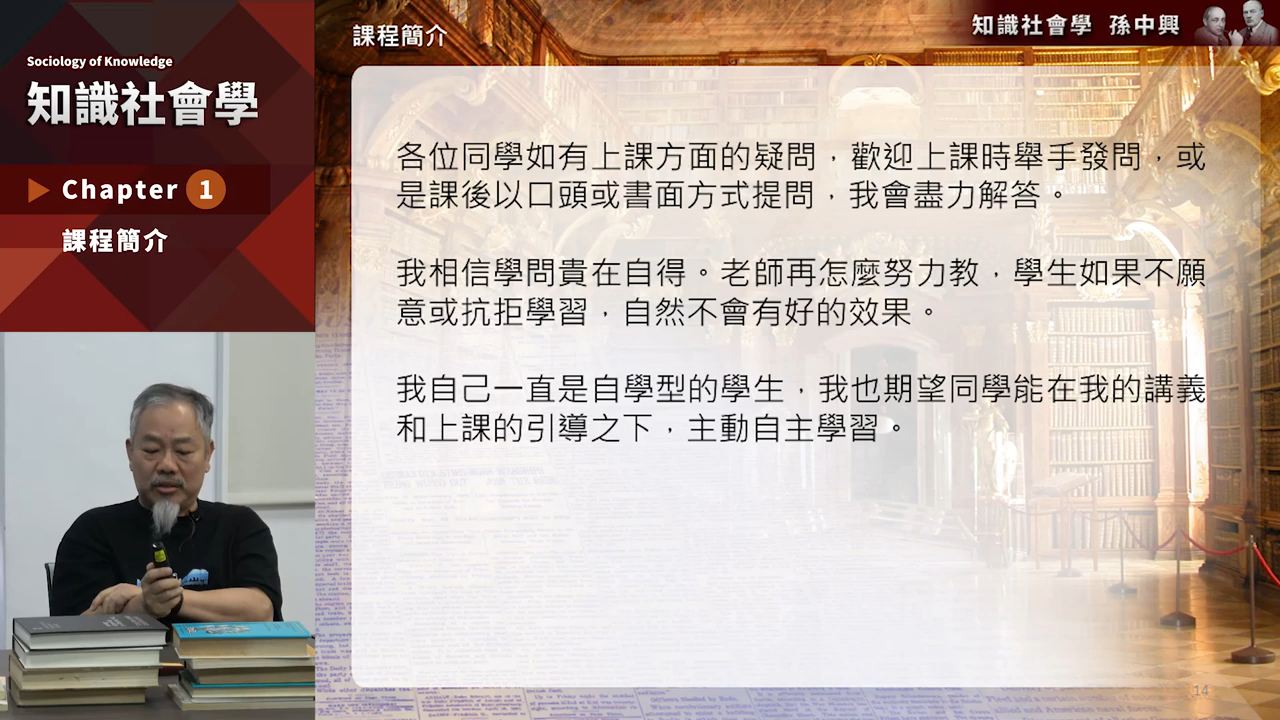 Sociology of Knowledge
知識社會學
Chapter 1
課程簡介
課程簡介
知識社會學 孫中興
各位同學如有上課方面的疑問，歡迎上課時舉手發問，或
是課後以口頭或書面方式提問，我會盡力解答。
我相信學問貴在自得。老師再怎麼努力教，學生如果不願
意或抗拒學習，自然不會有好的效果。
我自己一直是自學型的學生，我也期望同學能在我的講義
和上課的引導之下，主動自主學習。
14